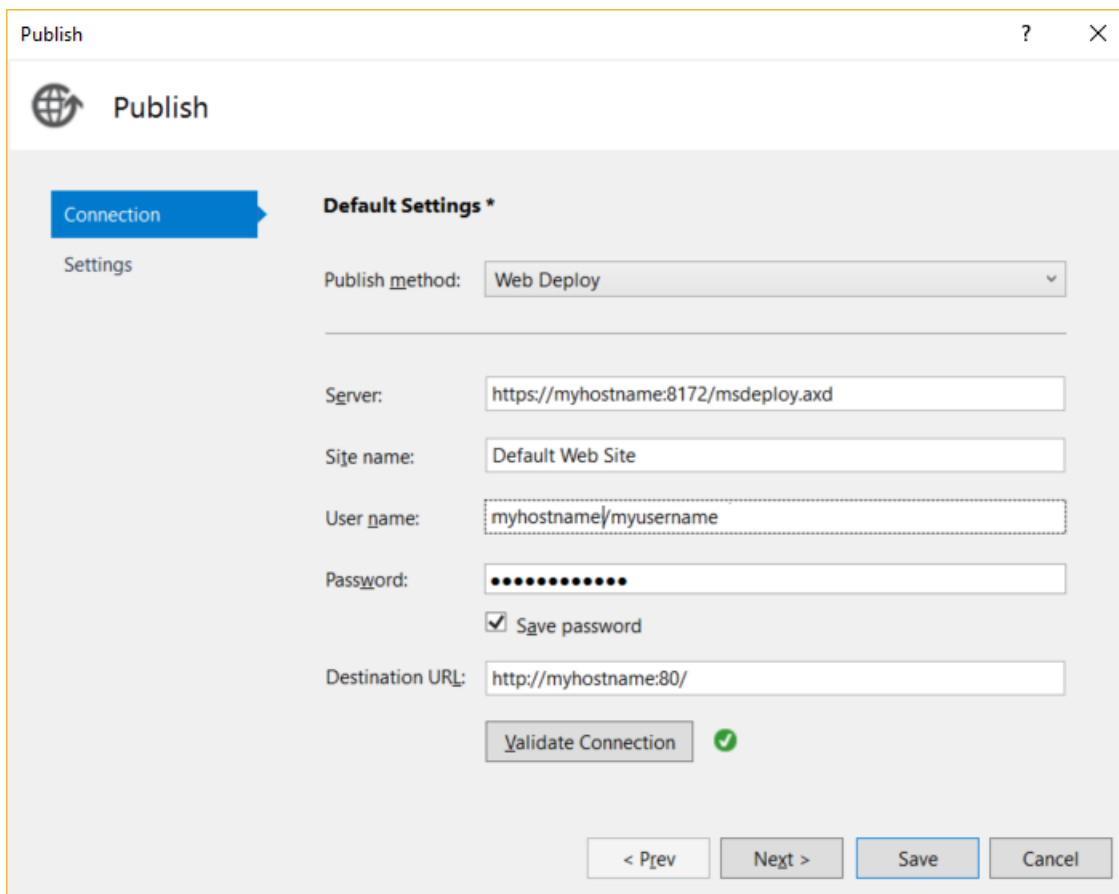 Publish ?
Publish
Connection
Settings
Default Settings *
Publish method: Web Deploy
Server: https://myhostname:8172/msdeploy.axd
Site name: Default Web Site
User name: myhostname/myusername
Password: ●●●●●●●●●●●●
Save password
Destination URL: http://myhostname:80/
Validate Connection
< Prev Next > Save Cancel